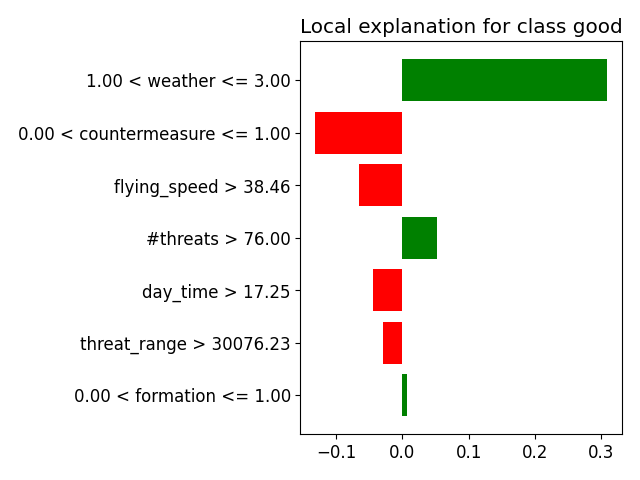 Local explanation for class good
1.00 < weather <= 3.00
0.00 < countermeasure <= 1.00
flying_speed > 38.46
#threats > 76.00
day_time > 17.25
threat_range > 30076.23
0.00 < formation <= 1.00
−0.1 0.0 0.1 0.2 0.3